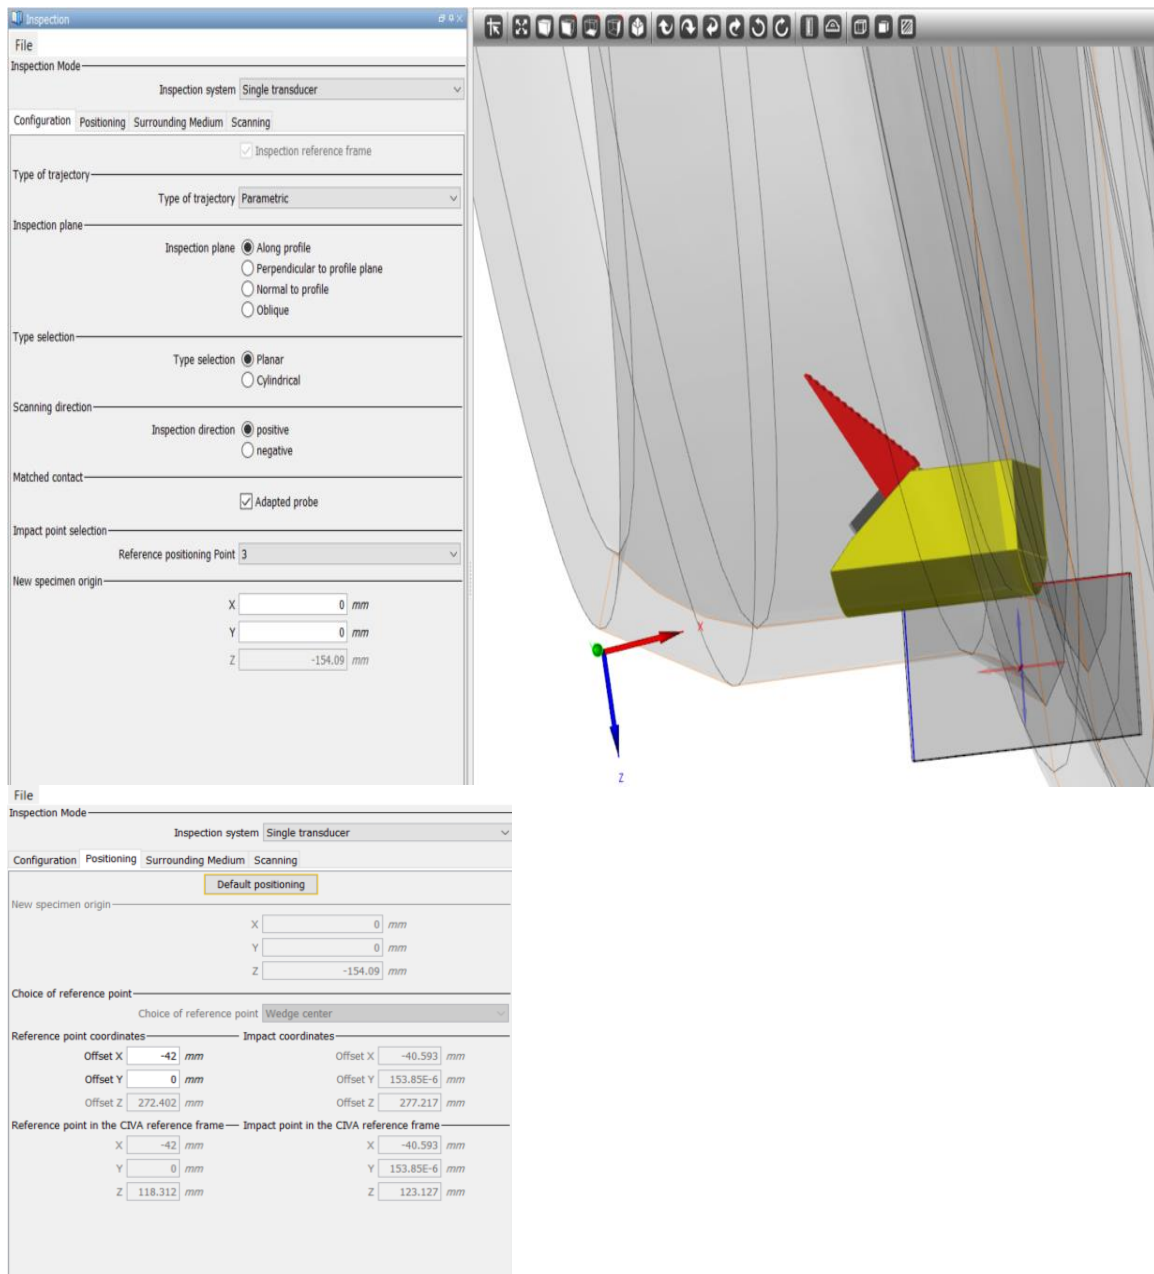 Inspection
File
Inspection Mode
Inspection system Single transducer
Configuration Positioning Surrounding Medium Scanning
Inspection reference frame
Type of trajectory
Type of trajectory Parametric
Inspection plane
Inspection plane Along profile
Perpendicular to profile plane
Normal to profile
Oblique
Type selection
Type selection Planar
Cylindrical
Scanning direction
Inspection direction positive
negative
Matched contact
Adapted probe
Impact point selection
Reference positioning Point 3
New specimen origin
X 0 mm
Y 0 mm
Z -154.09 mm
X
Z
File
Inspection Mode
Inspection system Single transducer
Configuration Positioning Surrounding Medium Scanning
Default positioning
New specimen origin
X 0 mm
Y 0 mm
Z -154.09 mm
Choice of reference point
Choice of reference point Wedge center
Reference point coordinates Impact coordinates
Offset X -42 mm Offset X -40.593 mm
Offset Y 0 mm Offset Y 153.85E-6 mm
Offset Z 272.402 mm Offset Z 277.217 mm
Reference point in the CIVA reference frame Impact point in the CIVA reference frame
X -42 mm X -40.593 mm
Y 0 mm Y 153.85E-6 mm
Z 118.312 mm Z 123.127 mm